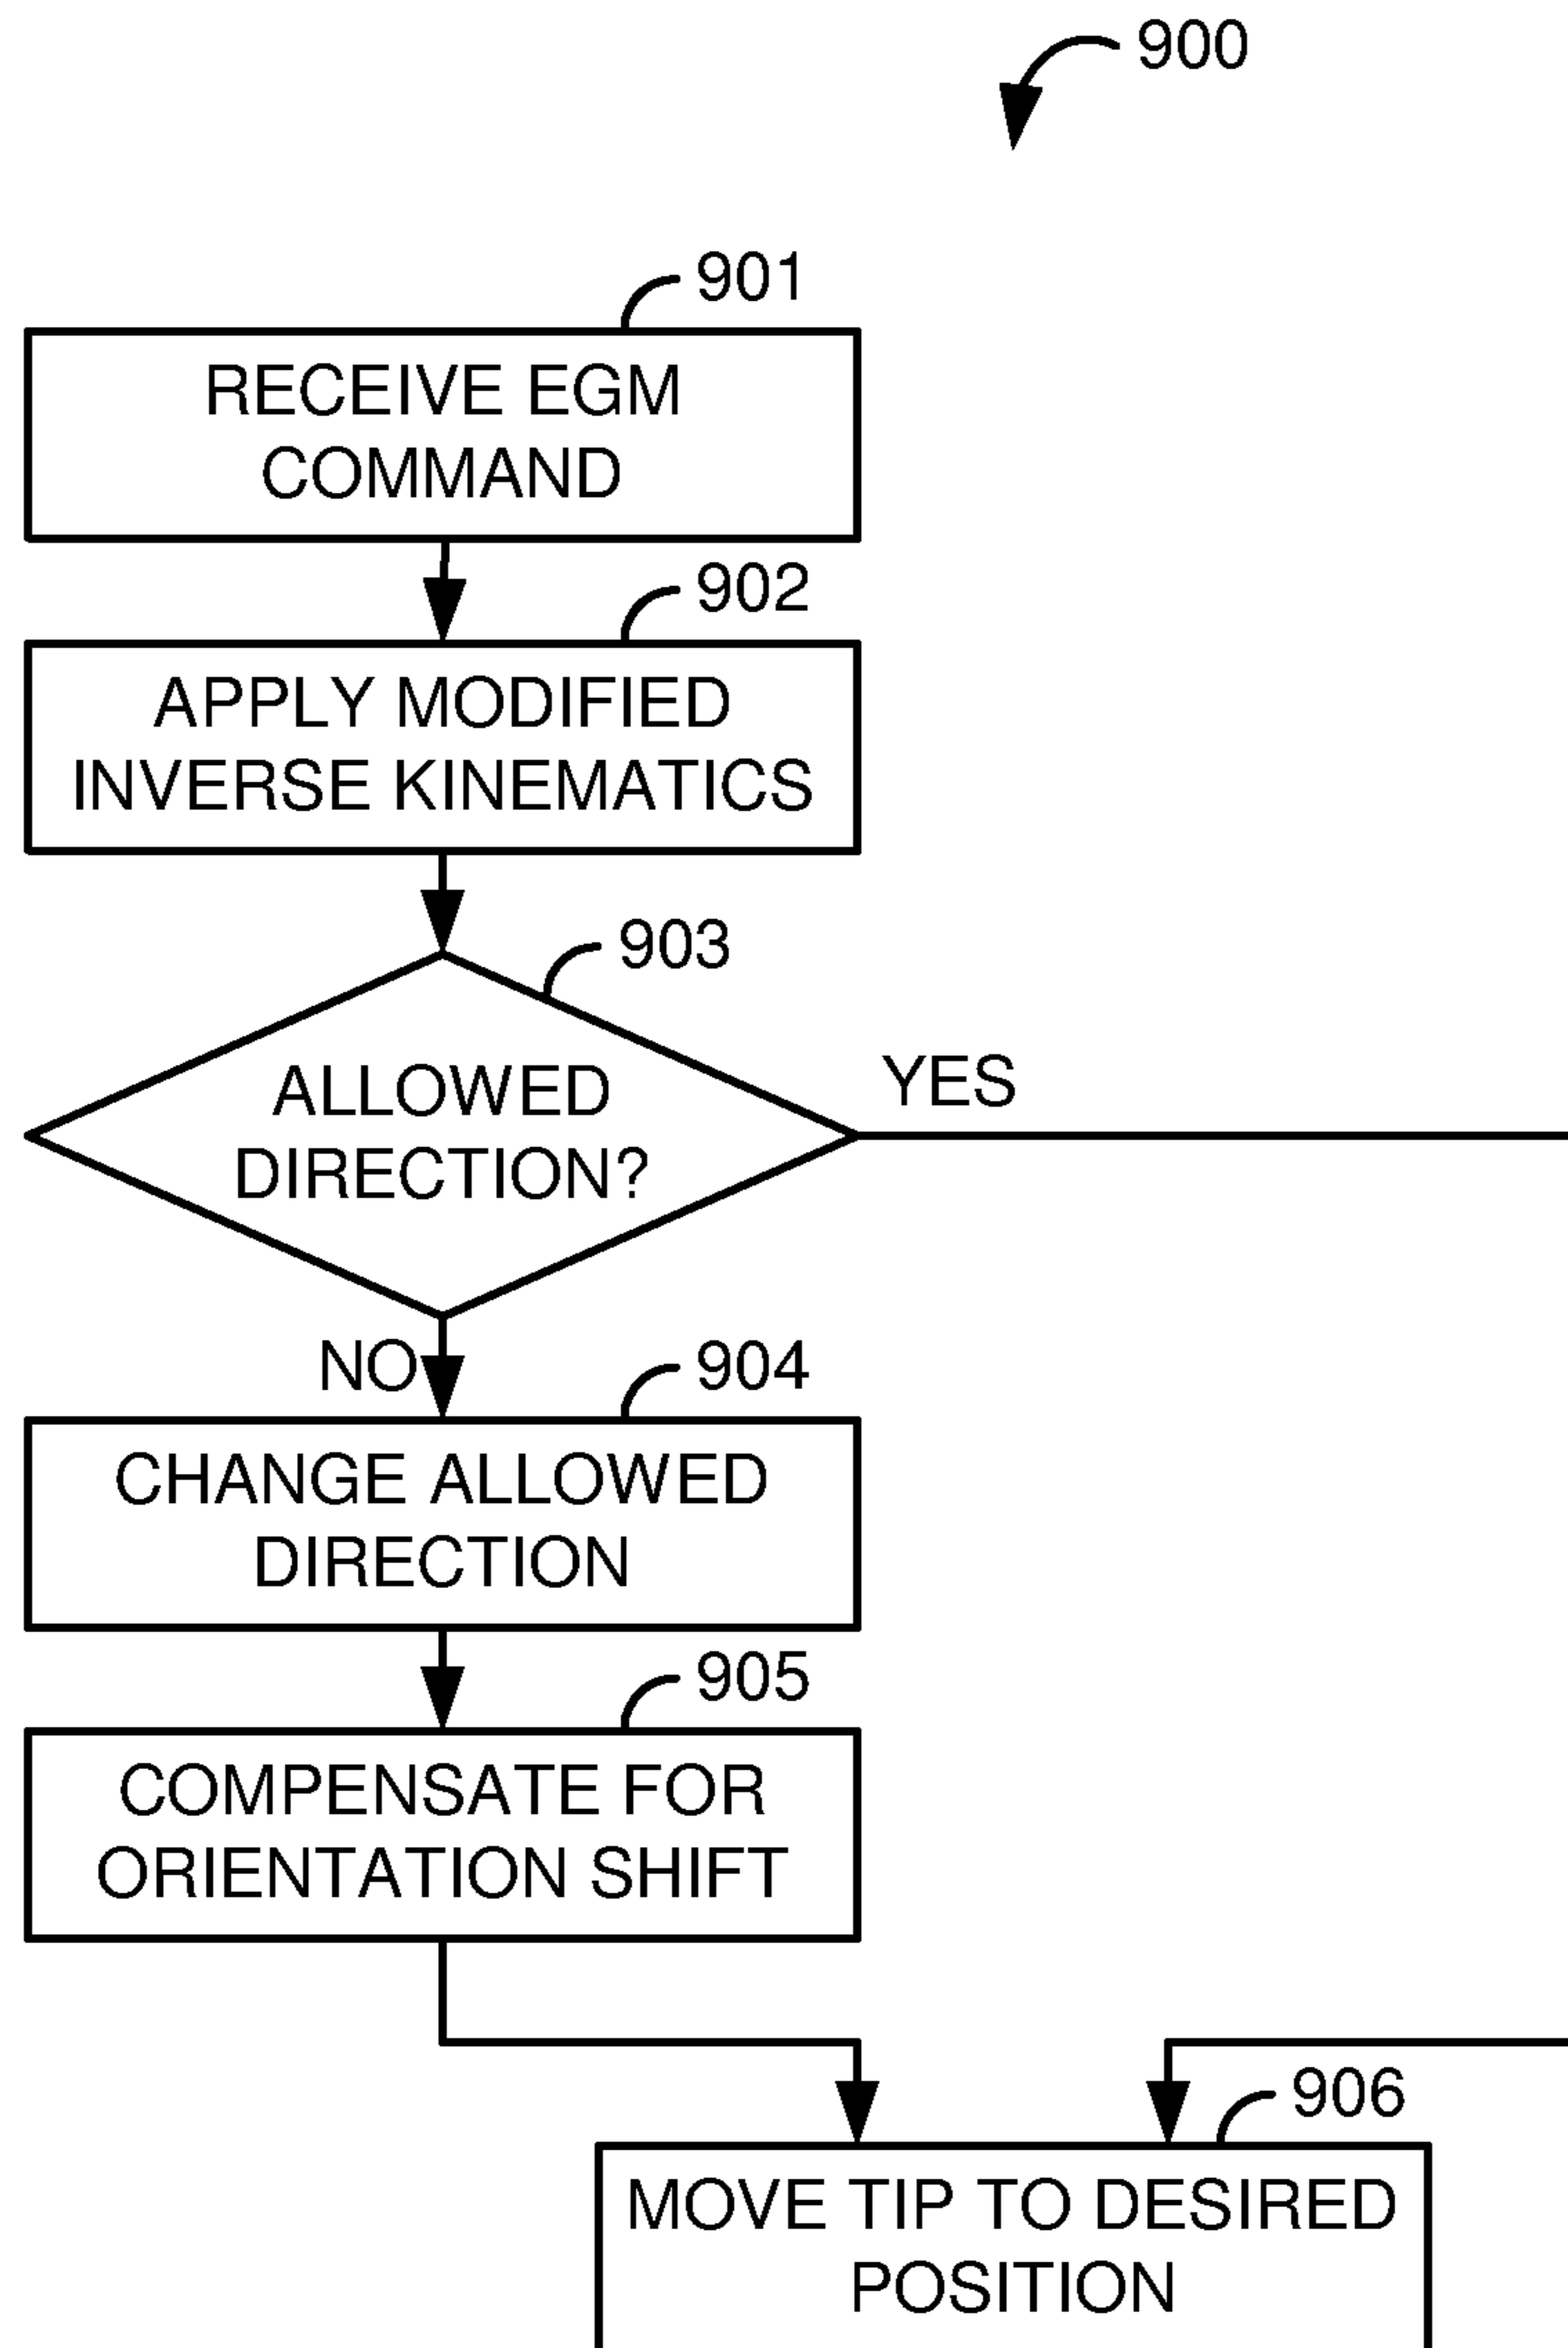 900
901
RECEIVE EGM
COMMAND
902
APPLY MODIFIED
INVERSE KINEMATICS
903
ALLOWED
DIRECTION?
YES
NO
904
CHANGE ALLOWED
DIRECTION
905
COMPENSATE FOR
ORIENTATION SHIFT
906
MOVE TIP TO DESIRED
POSITION